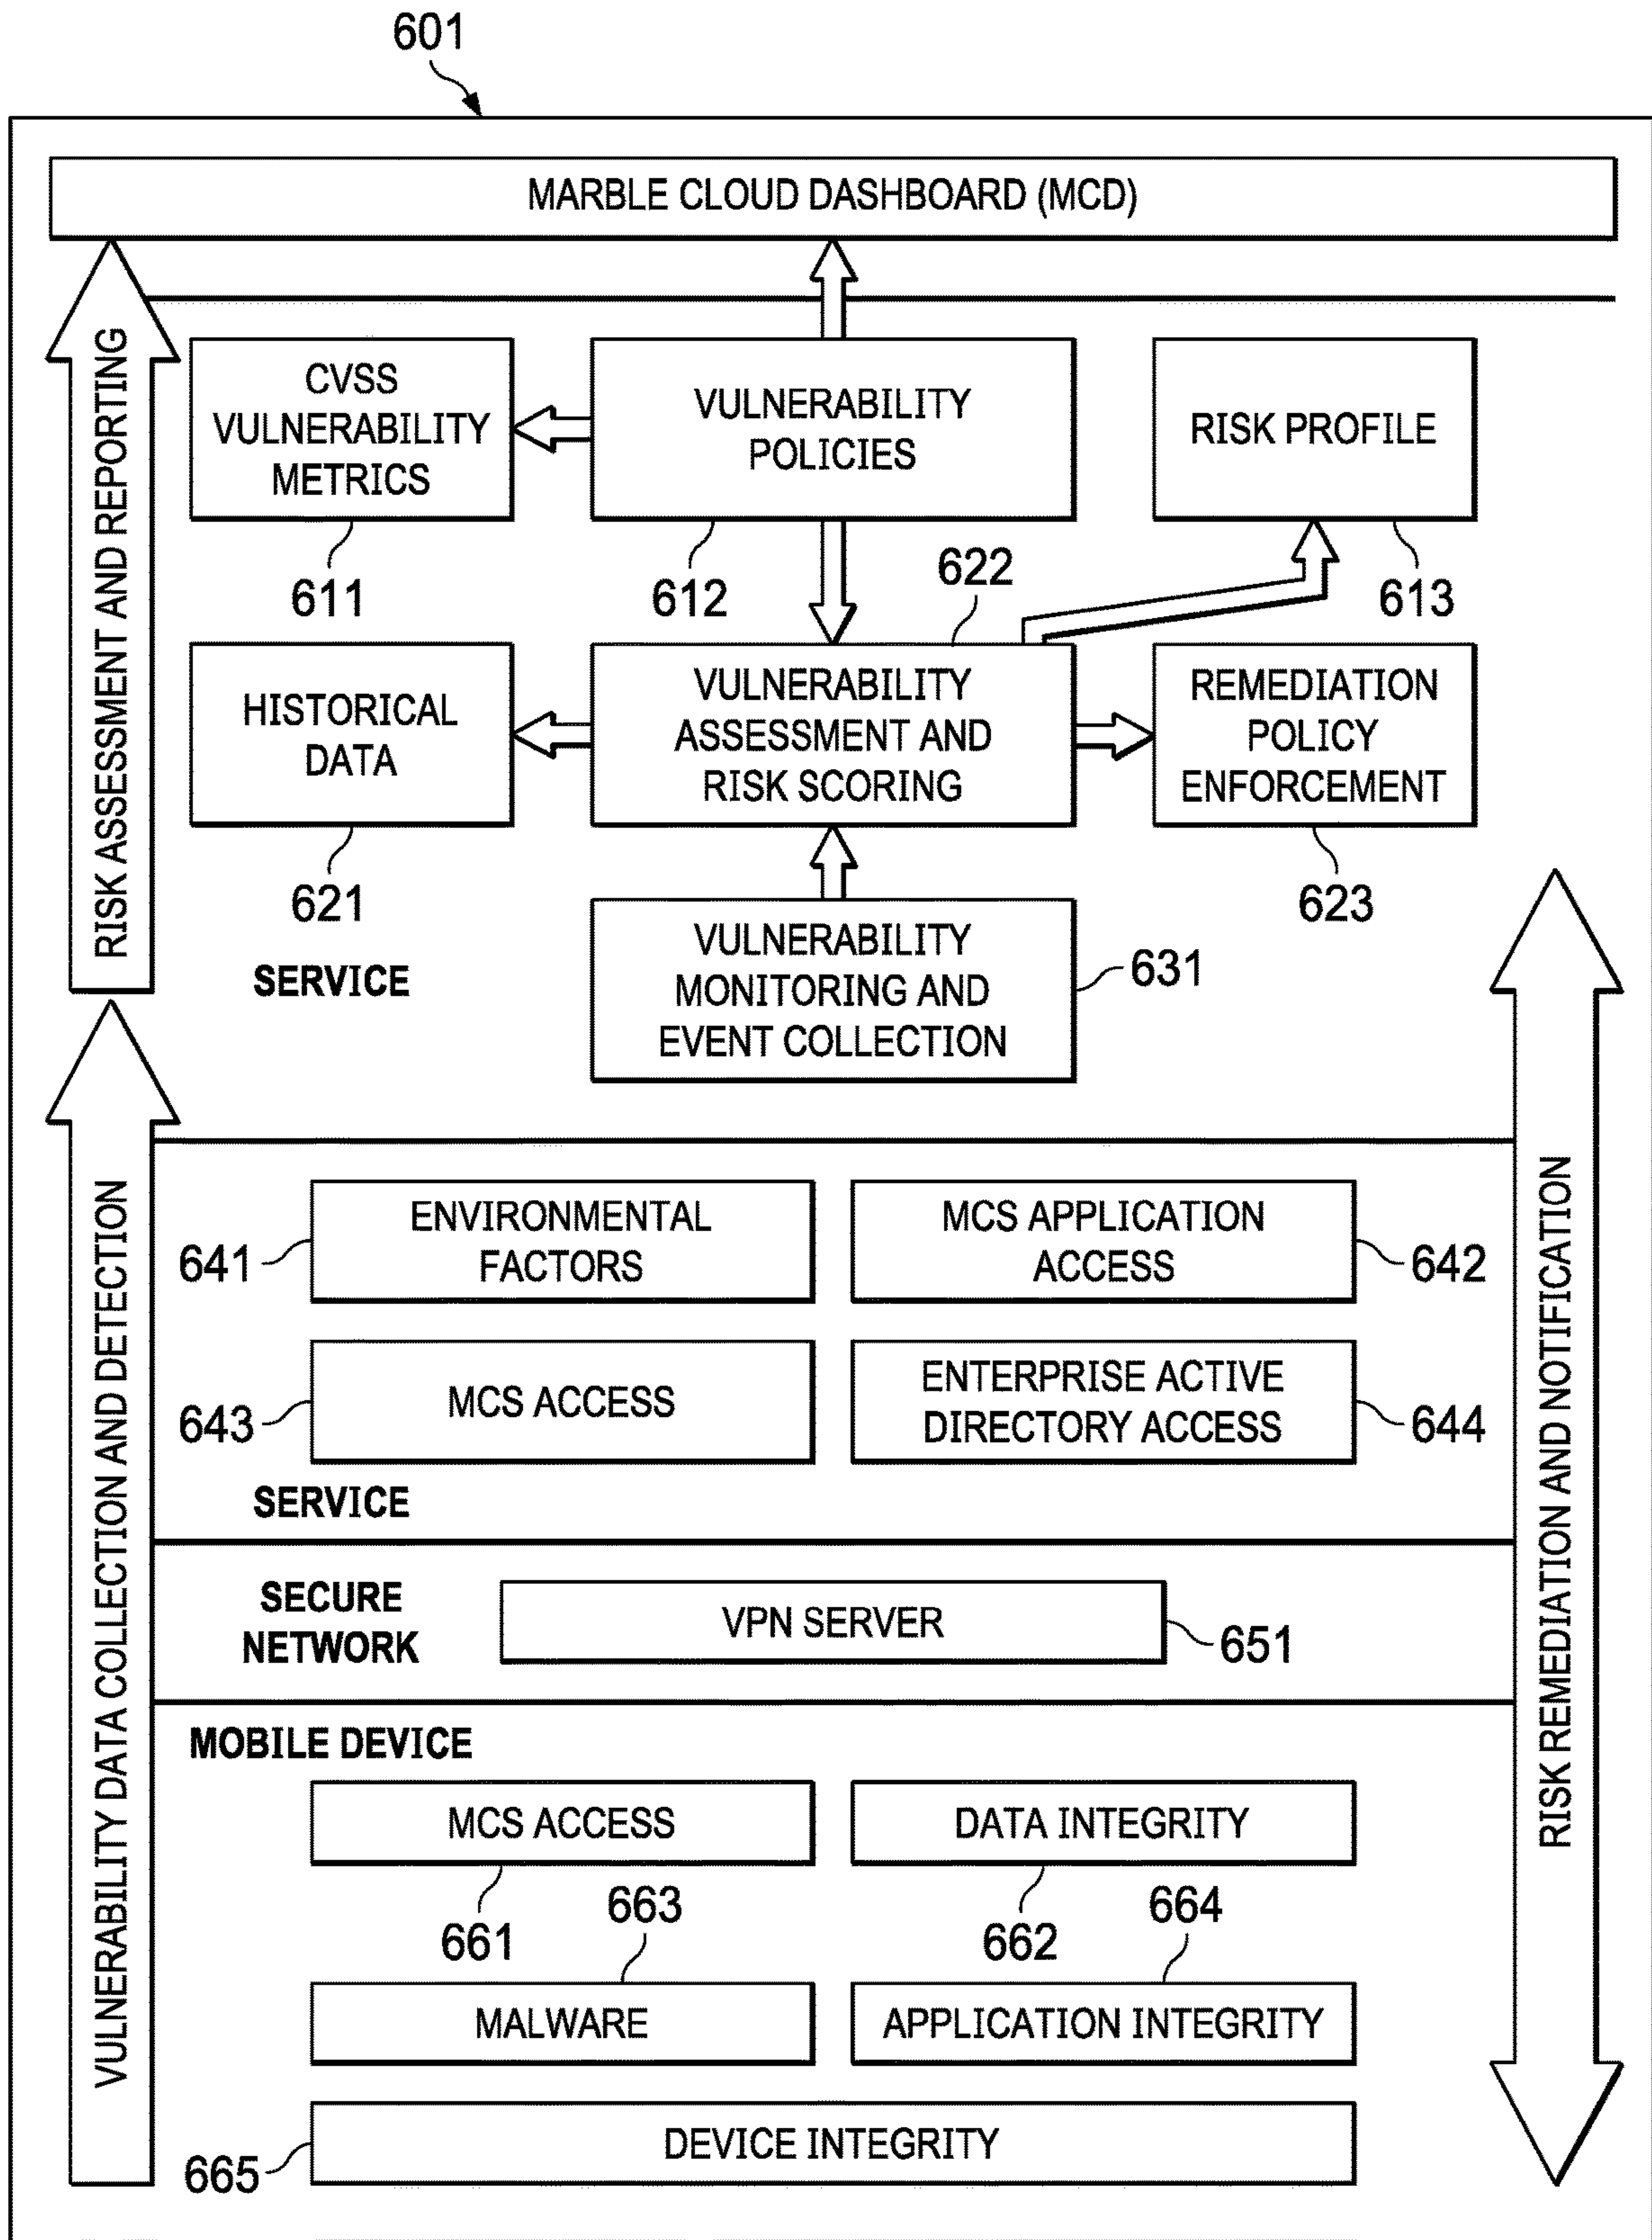 601
MARBLE CLOUD DASHBOARD (MCD)
RISK ASSESSMENT AND REPORTING
CVSS
VULNERABILITY
METRICS
611
VULNERABILITY
POLICIES
612
RISK PROFILE
613
622
HISTORICAL
DATA
621
VULNERABILITY
ASSESSMENT AND
RISK SCORING
REMEDIATION
POLICY
ENFORCEMENT
623
VULNERABILITY
MONITORING AND
EVENT COLLECTION
631
SERVICE
VULNERABILITY DATA COLLECTION AND DETECTION
RISK REMEDIATION AND NOTIFICATION
ENVIRONMENTAL
FACTORS
641
MCS APPLICATION
ACCESS
642
MCS ACCESS
643
ENTERPRISE ACTIVE
DIRECTORY ACCESS
644
SERVICE
SECURE
NETWORK
VPN SERVER
651
MOBILE DEVICE
MCS ACCESS
661
DATA INTEGRITY
662
663
MALWARE
664
APPLICATION INTEGRITY
DEVICE INTEGRITY
665